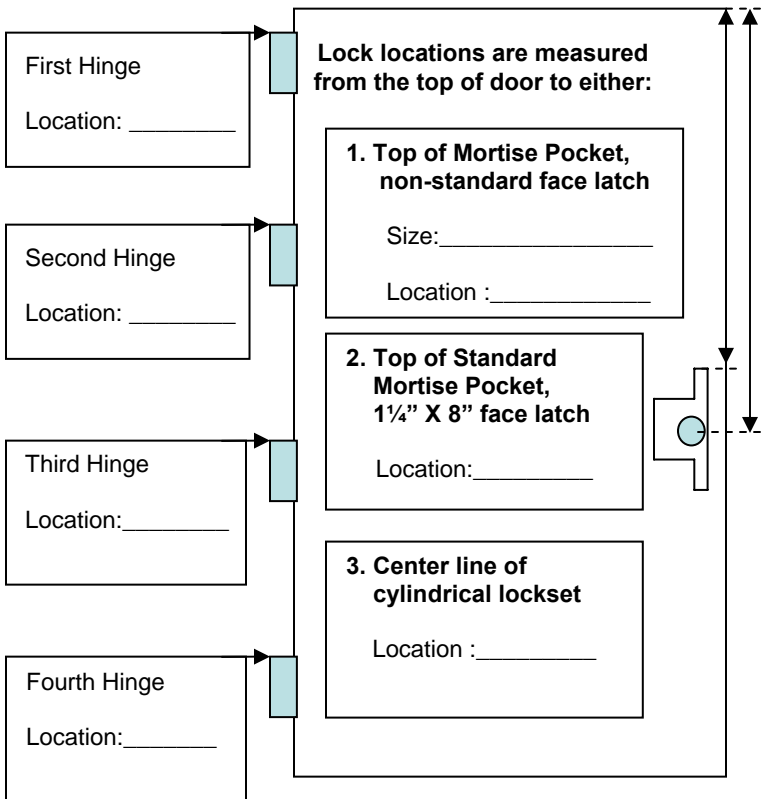 First Hinge
Location: ________
Second Hinge
Location: ________
Third Hinge
Location:________
Fourth Hinge
Location:_______
Lock locations are measured
from the top of door to either:
1. Top of Mortise Pocket,
non-standard face latch
Size:________________
Location :____________
2. Top of Standard
Mortise Pocket,
1¼” X 8” face latch
Location:_________
3. Center line of
cylindrical lockset
Location :_________